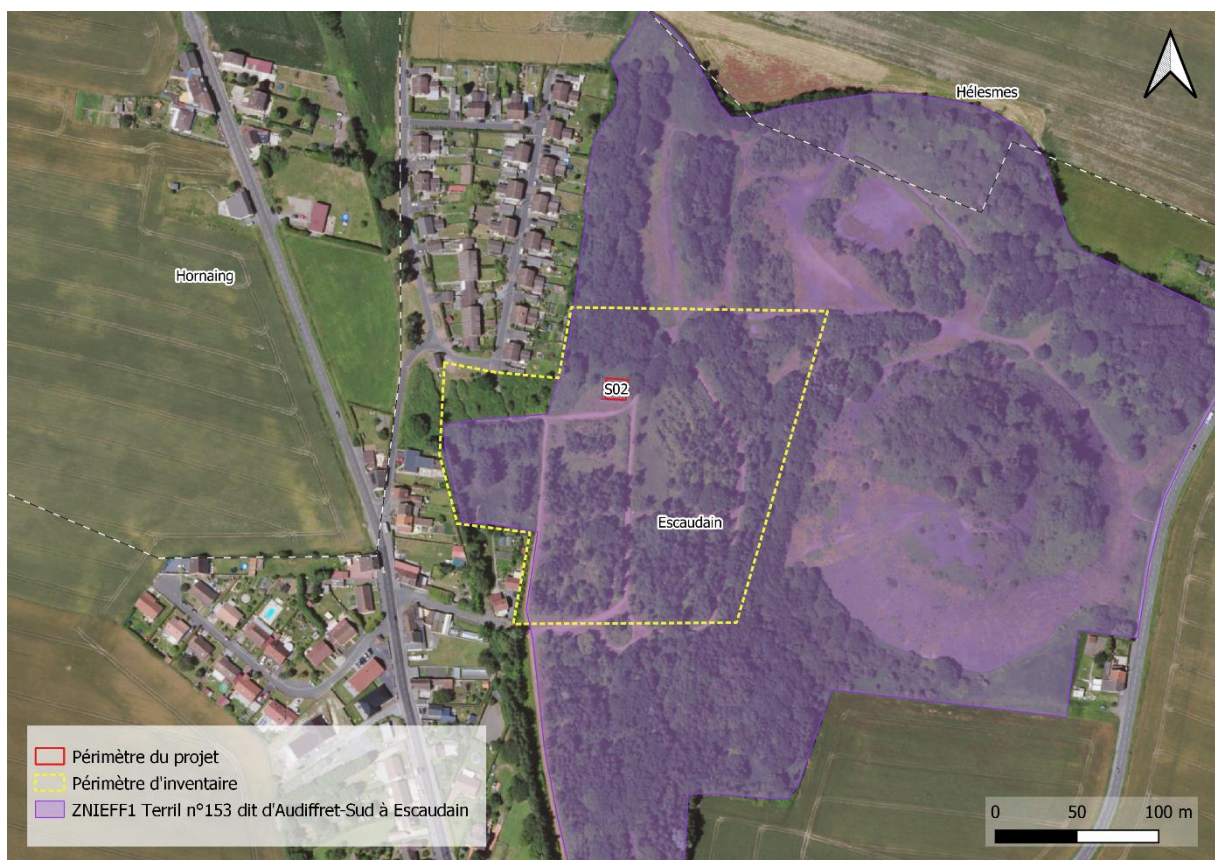 Hélesmes
Hornaing
S02
Escaudain
Périmètre du projet
Périmètre d'inventaire
ZNIEFF1 Terril n°153 dit d'Audiffret-Sud à Escaudain
0 50 100 m